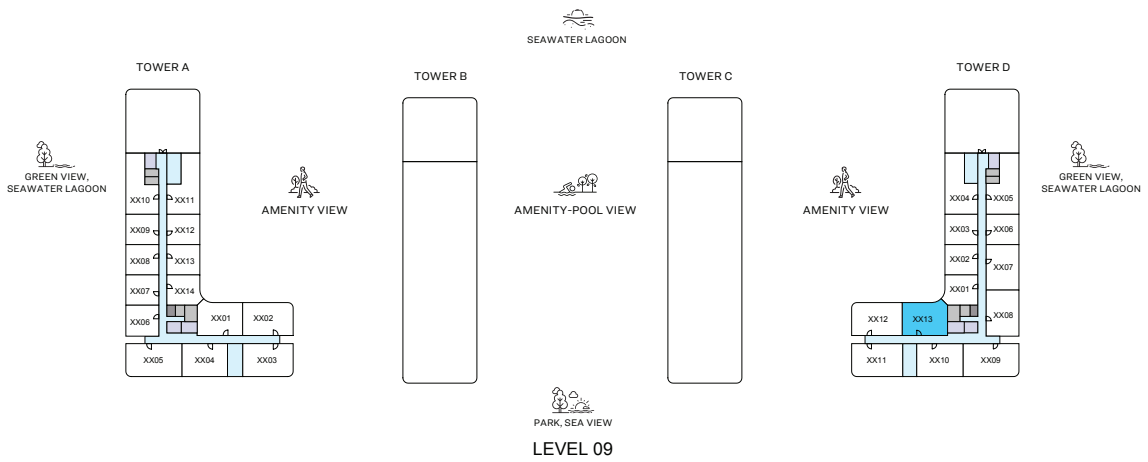 SEAWATER LAGOON
TOWER A
TOWER B
TOWER C
TOWER D
GREEN VIEW,
SEAWATER LAGOON
AMENITY VIEW
AMENITY-POOL VIEW
AMENITY VIEW
GREEN VIEW,
SEAWATER LAGOON
XX10
XX11
XX09
XX12
XX08
XX13
XX07
XX14
XX06
XX01
XX02
XX05
XX04
XX03
XX04
XX05
XX03
XX06
XX02
XX07
XX01
XX12
XX13
XX08
XX11
XX10
XX09
PARK, SEA VIEW
LEVEL 09